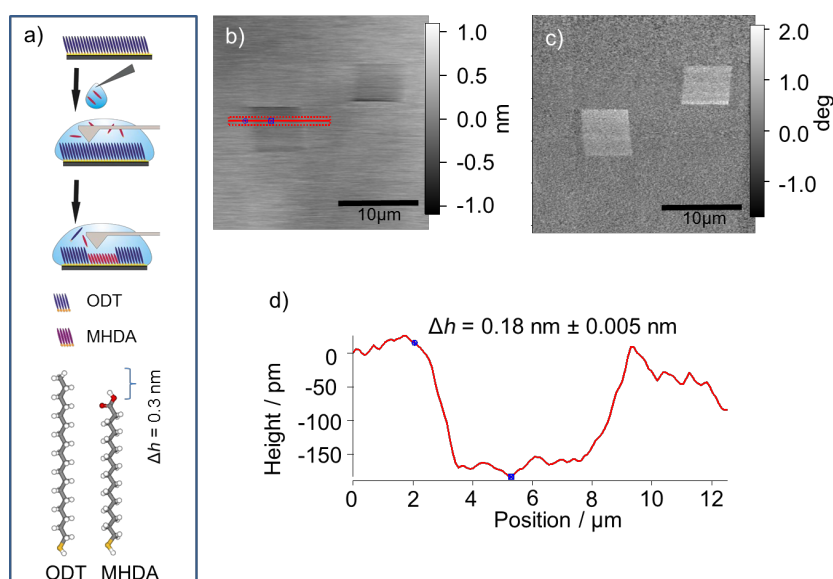 a)
ODT
MHDA
Δh = 0.3 nm
ODT MHDA
b)
10µm
1.0
0.5
0.0
-0.5
-1.0
nm
c)
10µm
2.0
1.0
0.0
-1.0
deg
d)
Δh = 0.18 nm ± 0.005 nm
Height / pm
0
-50
-100
-150
0 2 4 6 8 10 12
Position / µm